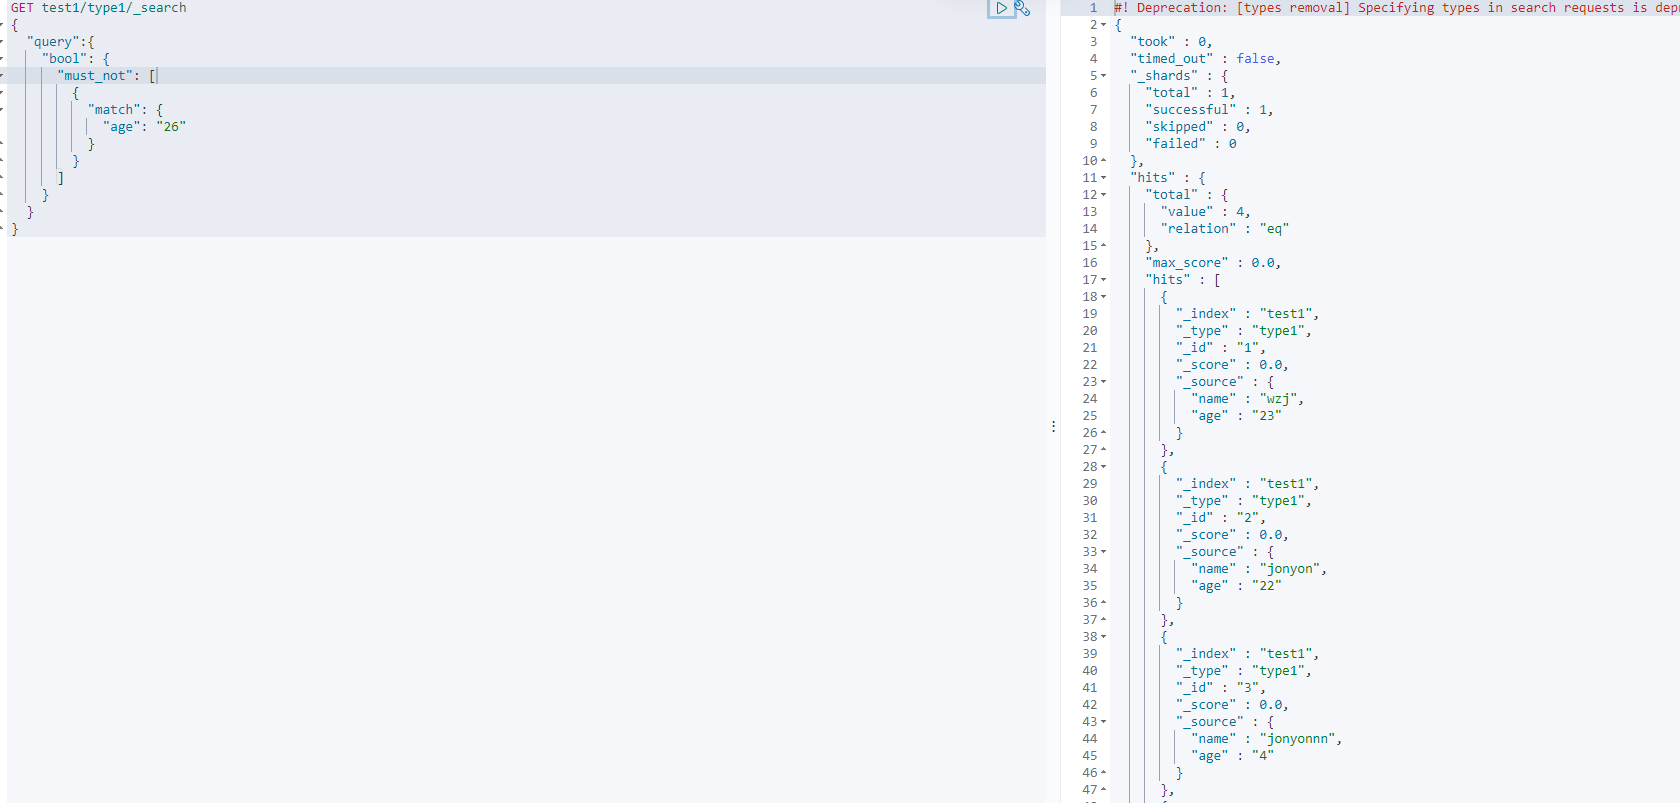 GET test1/type1/_search
{
  "query":{
    "bool": {
      "must_not": [
        {
          "match": {
            "age": "26"
          }
        }
      ]
    }
  }
}
1 #! Deprecation: [types removal] Specifying types in search requests is dep
2 {
3   "took" : 0,
4   "timed_out" : false,
5   "_shards" : {
6     "total" : 1,
7     "successful" : 1,
8     "skipped" : 0,
9     "failed" : 0
10   },
11   "hits" : {
12     "total" : {
13       "value" : 4,
14       "relation" : "eq"
15     },
16     "max_score" : 0.0,
17     "hits" : [
18       {
19         "_index" : "test1",
20         "_type" : "type1",
21         "_id" : "1",
22         "_score" : 0.0,
23         "_source" : {
24           "name" : "wzj",
25           "age" : "23"
26         }
27       },
28       {
29         "_index" : "test1",
30         "_type" : "type1",
31         "_id" : "2",
32         "_score" : 0.0,
33         "_source" : {
34           "name" : "jonyon",
35           "age" : "22"
36         }
37       },
38       {
39         "_index" : "test1",
40         "_type" : "type1",
41         "_id" : "3",
42         "_score" : 0.0,
43         "_source" : {
44           "name" : "jonyonnn",
45           "age" : "4"
46         }
47       },